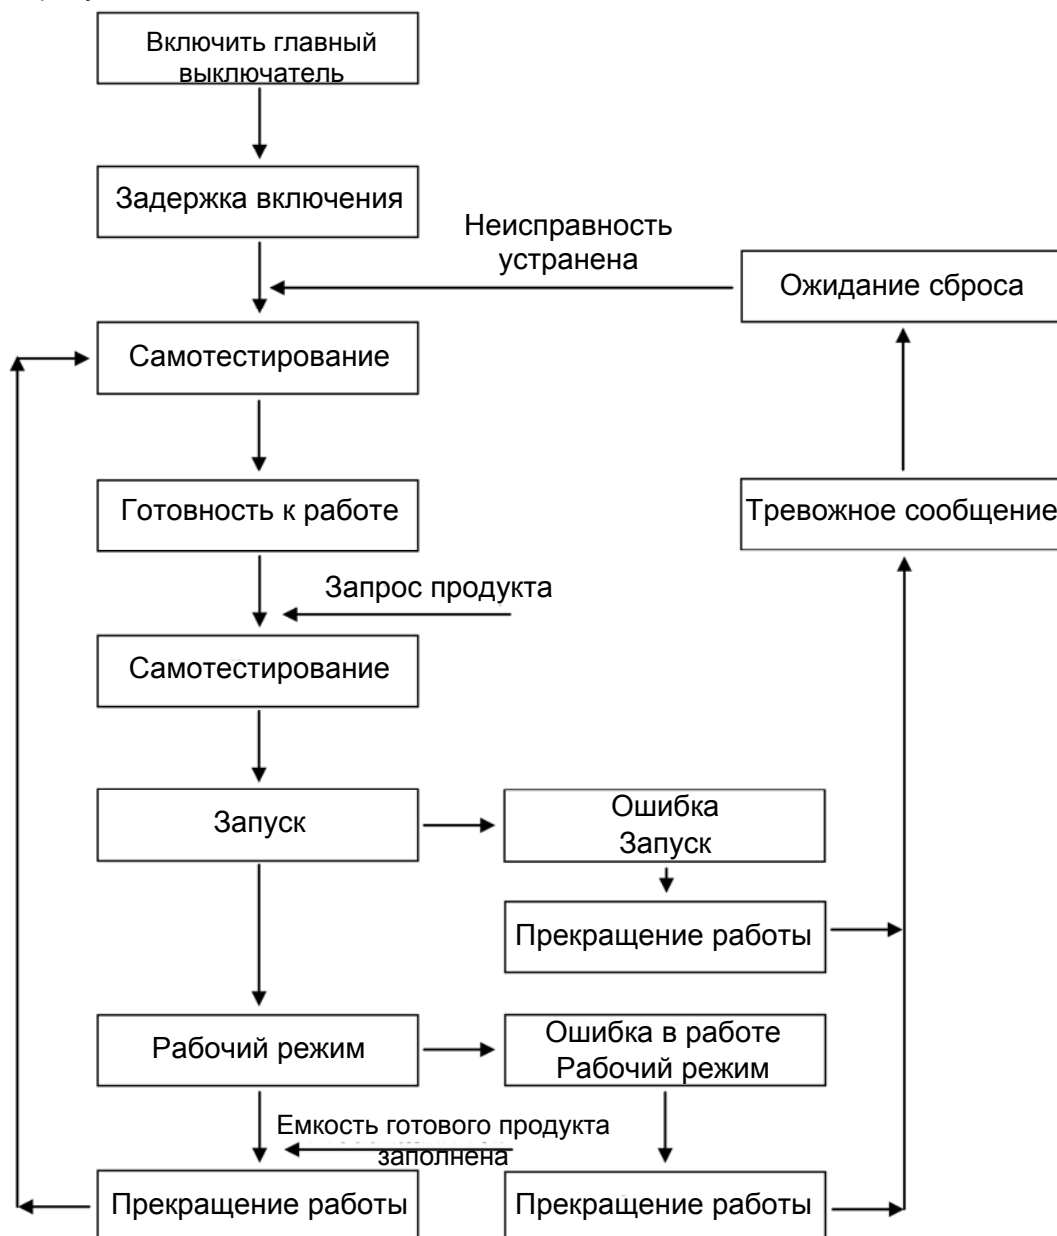 Включить главный
выключатель
Задержка включения
Неисправность
устранена
Ожидание сброса
Самотестирование
Готовность к работе
Тревожное сообщение
Запрос продукта
Самотестирование
Запуск
Ошибка
Запуск
Прекращение работы
Рабочий режим
Ошибка в работе
Рабочий режим
Емкость готового продукта
заполнена
Прекращение работы
Прекращение работы